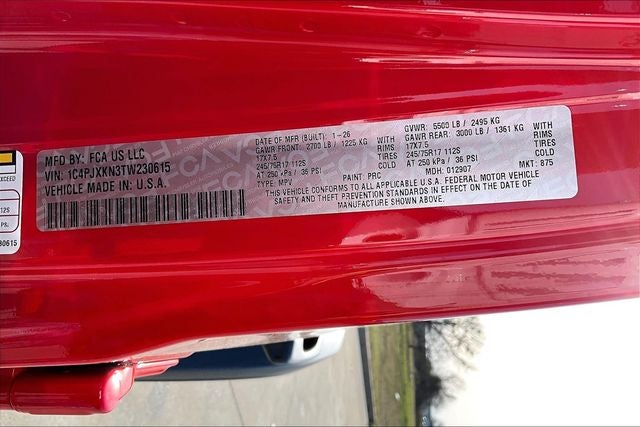 MFD BY: FCA US LLC
VIN: 1C4PJXKN3TW230615
VEHICLE MADE IN U.S.A.
DATE OF MFR (BUILT): 1-26
GAWR FRONT: 2700 LB / 1225 KG WITH
17X7.5 RIMS
245/75R17 112S TIRES
AT 250 kPa / 36 PSI COLD
TYPE: MPV PAINT: PRC
GVWR: 5500 LB / 2495 KG
GAWR REAR: 3000 LB / 1361 KG WITH
17X7.5 RIMS
245/75R17 112S TIRES
AT 250 kPa / 36 PSI COLD
MDH: 012907 MKT: 875
THIS VEHICLE CONFORMS TO ALL APPLICABLE U.S.A. FEDERAL MOTOR VEHICLE
SAFETY AND THEFT PREVENTION STANDARDS IN EFFECT ON THE DATE OF
MANUFACTURE SHOWN ABOVE.
EXCEED
112S
PSI
30615